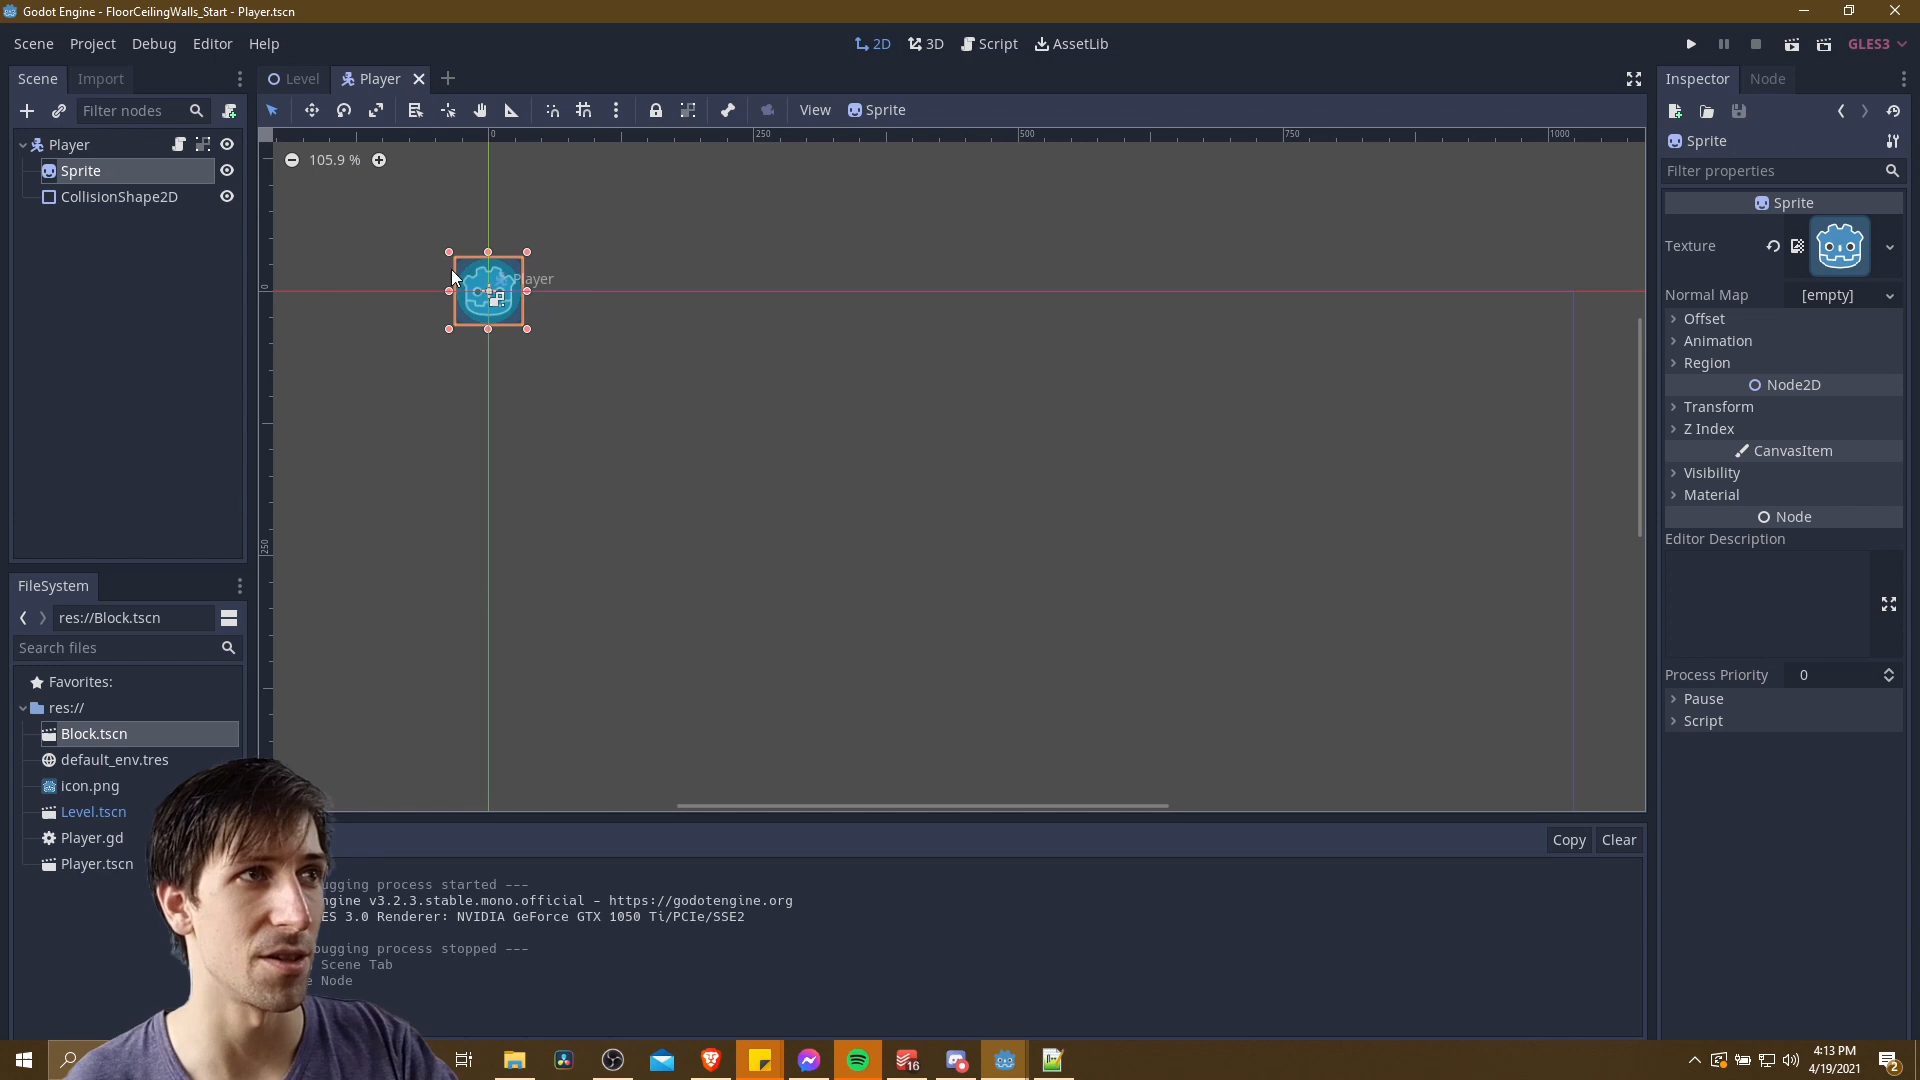 Godot Engine - FloorCeilingWalls_Start - Player.tscn
Scene Project Debug Editor Help
2D 3D Script AssetLib
GLES3
Scene Import
Level Player
Inspector Node
Filter nodes
View Sprite
Player
Sprite
CollisionShape2D
0 250 500 750 1000
105.9 %
Player
0
250
Sprite
Filter properties
Sprite
Texture
Normal Map [empty]
Offset
Animation
Region
Node2D
Transform
Z Index
CanvasItem
Visibility
Material
Node
Editor Description
Process Priority 0
Pause
Script
FileSystem
res://Block.tscn
Search files
Favorites:
res://
Block.tscn
default_env.tres
icon.png
Level.tscn
Player.gd
Player.tscn
Copy Clear
ugging process started ---
ngine v3.2.3.stable.mono.official - https://godotengine.org
ES 3.0 Renderer: NVIDIA GeForce GTX 1050 Ti/PCIe/SSE2
ugging process stopped ---
Scene Tab
e Node
16
4:13 PM
4/19/2021
2